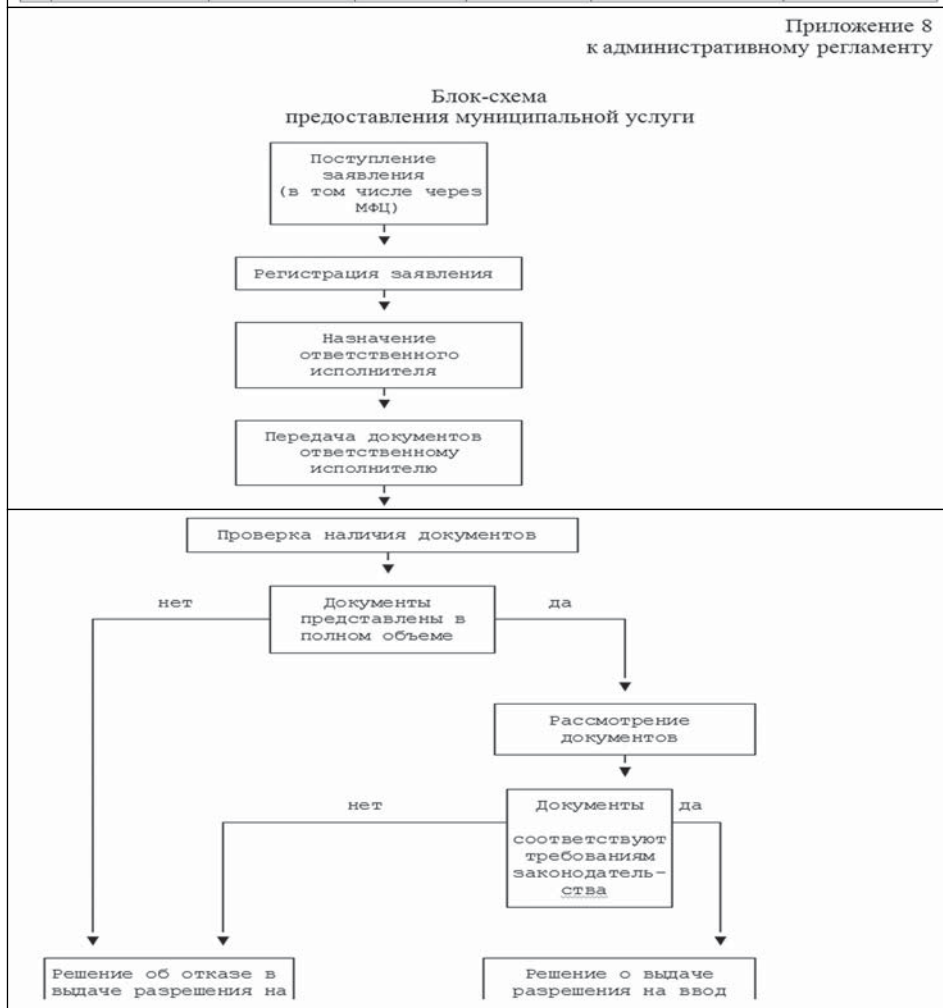 Приложение 8
к административному регламенту
Блок-схема
предоставления муниципальной услуги
Поступление
заявления
(в том числе через
МФЦ)
Регистрация заявления
Назначение
ответственного
исполнителя
Передача документов
ответственному
исполнителю
Проверка наличия документов
нет
Документы
представлены в
полном объеме
да
Рассмотрение
документов
нет
Документы
соответствуют
требованиям
законодатель-
ства
да
Решение об отказе в
выдаче разрешения на
Решение о выдаче
разрешения на ввод